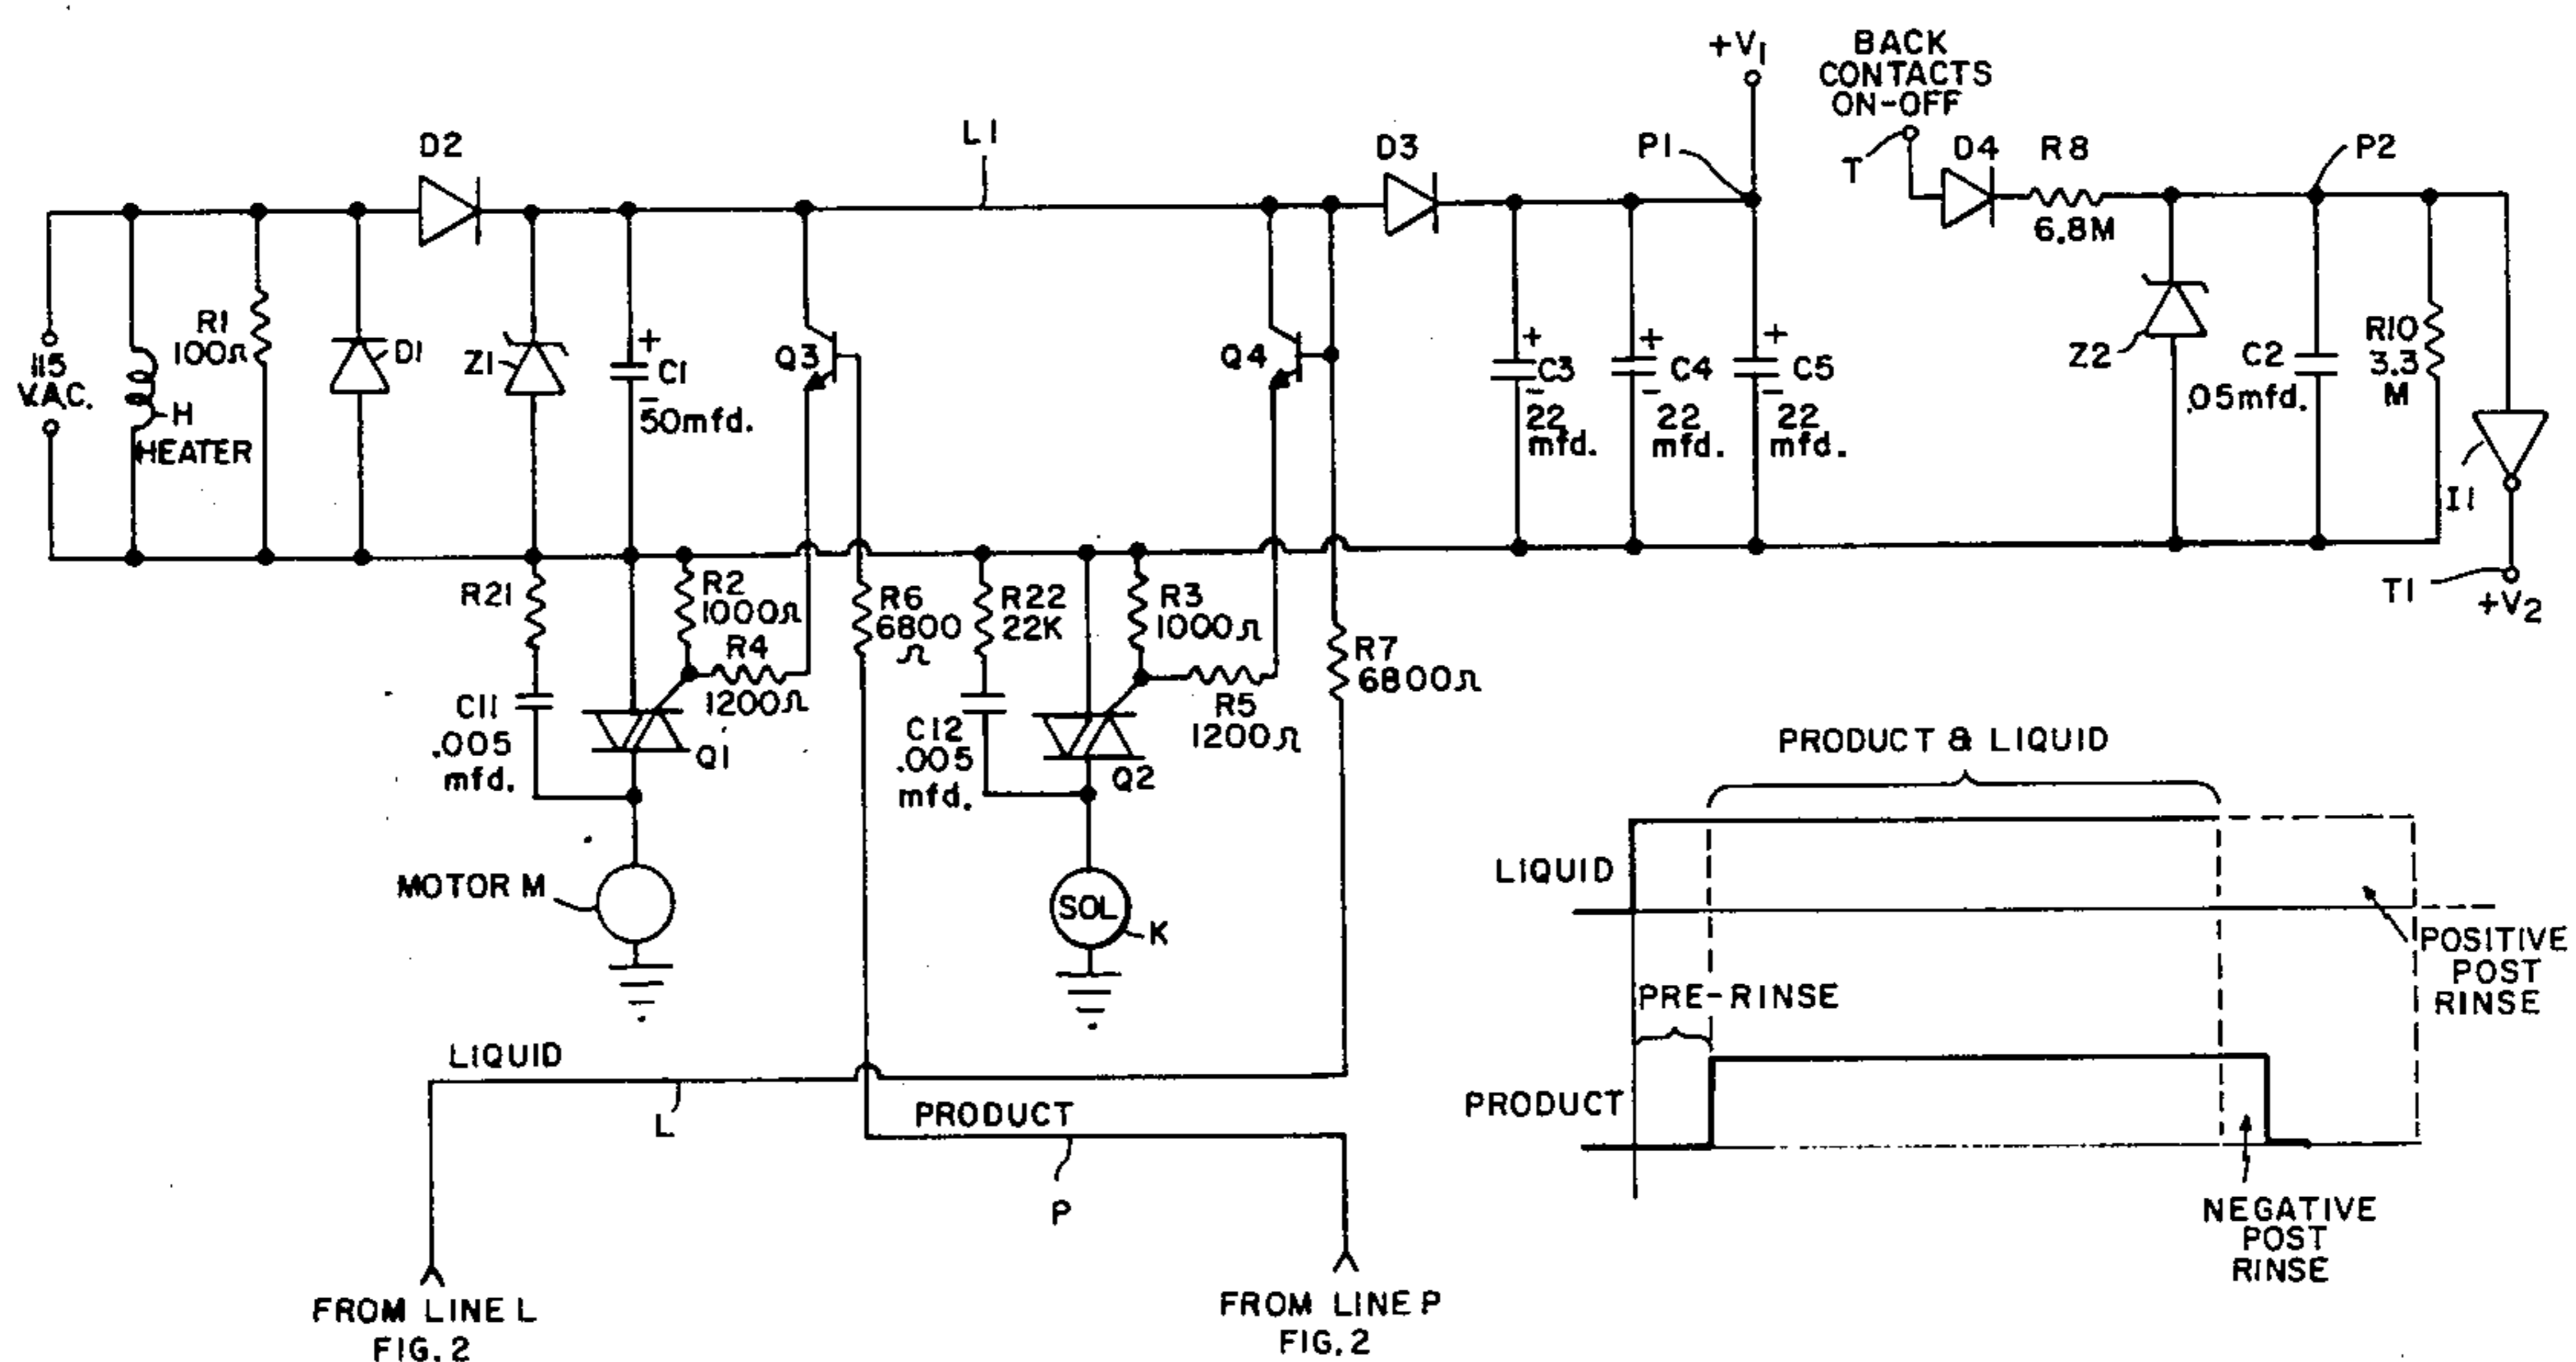 +V1
BACK
CONTACTS
ON-OFF
D2
L1
D3
P1
T
D4
R8
P2
6.8M
115
V.A.C.
H
HEATER
R1
100Ω
D1
Z1
+
C1
−
50mfd.
Q3
Q4
+
C3
−
22
mfd.
+
C4
−
22
mfd.
+
C5
−
22
mfd.
Z2
C2
.05mfd.
R10
3.3
M
I1
T1
+V2
R21
C11
.005
mfd.
R2
1000Ω
R4
1200Ω
Q1
R6
6800
Ω
R22
22K
C12
.005
mfd.
R3
1000Ω
R5
1200Ω
Q2
R7
6800Ω
MOTOR M
SOL
K
LIQUID
L
PRODUCT
P
FROM LINE L
FIG. 2
FROM LINE P
FIG. 2
PRODUCT & LIQUID
LIQUID
POSITIVE
POST
RINSE
PRE-RINSE
PRODUCT
NEGATIVE
POST
RINSE